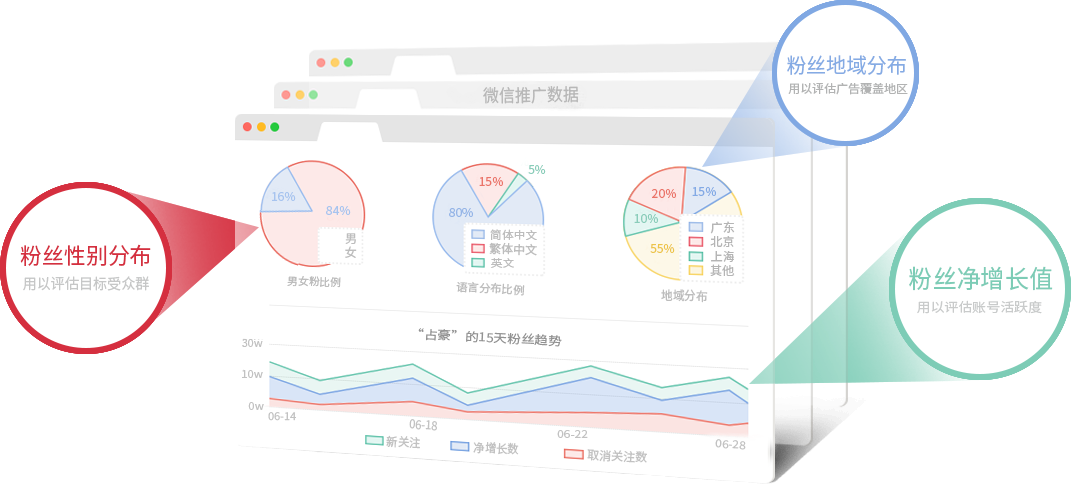 粉丝地域分布
用以评估广告覆盖地区
微信推广数据
粉丝性别分布
用以评估目标受众群
粉丝净增长值
用以评估账号活跃度
16%
84%
男
女
男女粉比例
15%
5%
80%
简体中文
繁体中文
英文
语言分布比例
20%
15%
10%
55%
广东
北京
上海
其他
地域分布
“占豪”的15天粉丝趋势
30w
10w
0w
06-14
06-18
06-22
06-28
新关注
净增长数
取消关注数